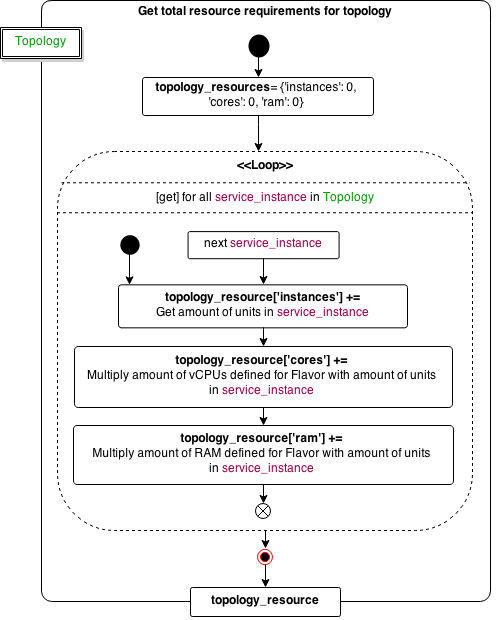 Get total resource requirements for topology
Topology
topology_resources= {'instances': 0,
'cores': 0, 'ram': 0}
<<Loop>>
[get] for all service_instance in Topology
next service_instance
topology_resource['instances'] +=
Get amount of units in service_instance
topology_resource['cores'] +=
Multiply amount of vCPUs defined for Flavor with amount of units
in service_instance
topology_resource['ram'] +=
Multiply amount of RAM defined for Flavor with amount of units
in service_instance
topology_resource